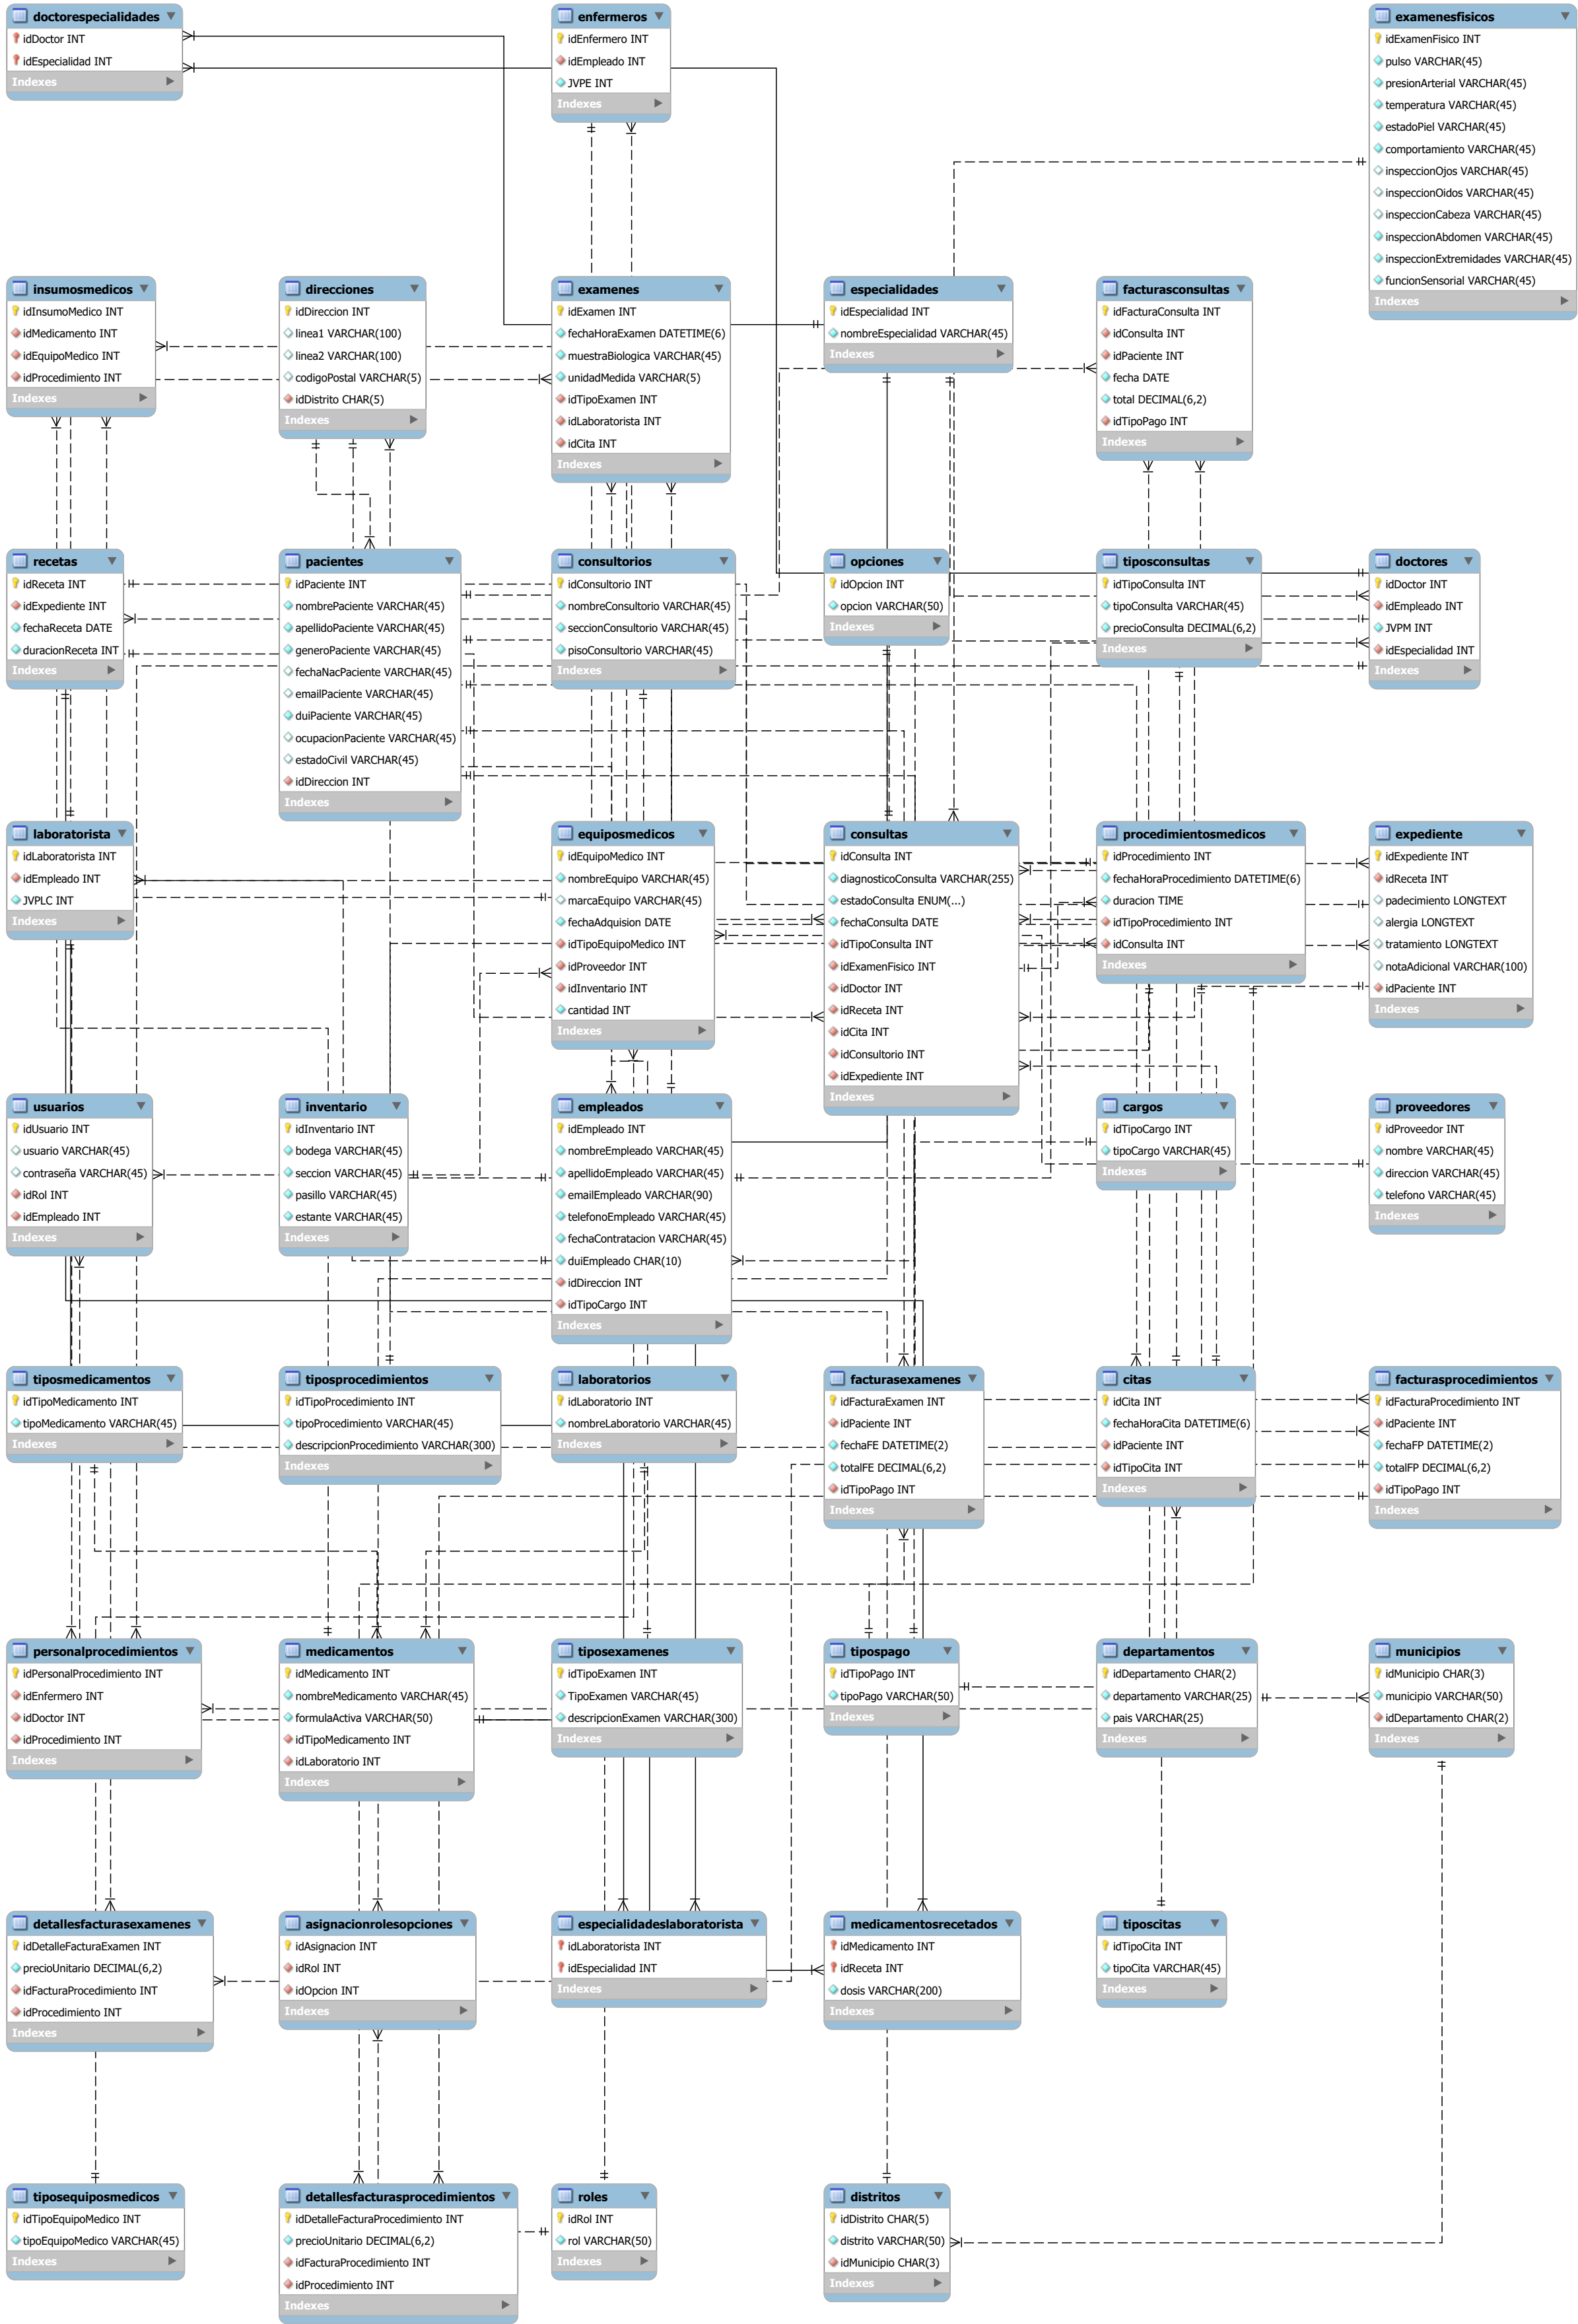 doctorespecialidades
idDoctor INT
idEspecialidad INT
Indexes
enfermeros
idEnfermero INT
idEmpleado INT
JVPE INT
Indexes
examenesfisicos
idExamenFisico INT
pulso VARCHAR(45)
presionArterial VARCHAR(45)
temperatura VARCHAR(45)
estadoPiel VARCHAR(45)
comportamiento VARCHAR(45)
inspeccionOjos VARCHAR(45)
inspeccionOidos VARCHAR(45)
inspeccionCabeza VARCHAR(45)
inspeccionAbdomen VARCHAR(45)
inspeccionExtremidades VARCHAR(45)
funcionSensorial VARCHAR(45)
Indexes
insumosmedicos
idInsumoMedico INT
idMedicamento INT
idEquipoMedico INT
idProcedimiento INT
Indexes
direcciones
idDireccion INT
linea1 VARCHAR(100)
linea2 VARCHAR(100)
codigoPostal VARCHAR(5)
idDistrito CHAR(5)
Indexes
examenes
idExamen INT
fechaHoraExamen DATETIME(6)
muestraBiologica VARCHAR(45)
unidadMedida VARCHAR(5)
idTipoExamen INT
idLaboratorista INT
idCita INT
Indexes
especialidades
idEspecialidad INT
nombreEspecialidad VARCHAR(45)
Indexes
facturasconsultas
idFacturaConsulta INT
idConsulta INT
idPaciente INT
fecha DATE
total DECIMAL(6,2)
idTipoPago INT
Indexes
recetas
idReceta INT
idExpediente INT
fechaReceta DATE
duracionReceta INT
Indexes
pacientes
idPaciente INT
nombrePaciente VARCHAR(45)
apellidoPaciente VARCHAR(45)
generoPaciente VARCHAR(45)
fechaNacPaciente VARCHAR(45)
emailPaciente VARCHAR(45)
duiPaciente VARCHAR(45)
ocupacionPaciente VARCHAR(45)
estadoCivil VARCHAR(45)
idDireccion INT
Indexes
consultorios
idConsultorio INT
nombreConsultorio VARCHAR(45)
seccionConsultorio VARCHAR(45)
pisoConsultorio VARCHAR(45)
Indexes
opciones
idOpcion INT
opcion VARCHAR(50)
Indexes
tiposconsultas
idTipoConsulta INT
tipoConsulta VARCHAR(45)
precioConsulta DECIMAL(6,2)
Indexes
doctores
idDoctor INT
idEmpleado INT
JVPM INT
idEspecialidad INT
Indexes
laboratorista
idLaboratorista INT
idEmpleado INT
JVPLC INT
Indexes
equiposmedicos
idEquipoMedico INT
nombreEquipo VARCHAR(45)
marcaEquipo VARCHAR(45)
fechaAdquision DATE
idTipoEquipoMedico INT
idProveedor INT
idInventario INT
cantidad INT
Indexes
consultas
idConsulta INT
diagnosticoConsulta VARCHAR(255)
estadoConsulta ENUM(...)
fechaConsulta DATE
idTipoConsulta INT
idExamenFisico INT
idDoctor INT
idReceta INT
idCita INT
idConsultorio INT
idExpediente INT
Indexes
procedimientosmedicos
idProcedimiento INT
fechaHoraProcedimiento DATETIME(6)
duracion TIME
idTipoProcedimiento INT
idConsulta INT
Indexes
expediente
idExpediente INT
idReceta INT
padecimiento LONGTEXT
alergia LONGTEXT
tratamiento LONGTEXT
notaAdicional VARCHAR(100)
idPaciente INT
Indexes
usuarios
idUsuario INT
usuario VARCHAR(45)
contraseña VARCHAR(45)
idRol INT
idEmpleado INT
Indexes
inventario
idInventario INT
bodega VARCHAR(45)
seccion VARCHAR(45)
pasillo VARCHAR(45)
estante VARCHAR(45)
Indexes
empleados
idEmpleado INT
nombreEmpleado VARCHAR(45)
apellidoEmpleado VARCHAR(45)
emailEmpleado VARCHAR(90)
telefonoEmpleado VARCHAR(45)
fechaContratacion VARCHAR(45)
duiEmpleado CHAR(10)
idDireccion INT
idTipoCargo INT
Indexes
cargos
idTipoCargo INT
tipoCargo VARCHAR(45)
Indexes
proveedores
idProveedor INT
nombre VARCHAR(45)
direccion VARCHAR(45)
telefono VARCHAR(45)
Indexes
tiposmedicamentos
idTipoMedicamento INT
tipoMedicamento VARCHAR(45)
Indexes
tiposprocedimientos
idTipoProcedimiento INT
tipoProcedimiento VARCHAR(45)
descripcionProcedimiento VARCHAR(300)
Indexes
laboratorios
idLaboratorio INT
nombreLaboratorio VARCHAR(45)
Indexes
facturasexamenes
idFacturaExamen INT
idPaciente INT
fechaFE DATETIME(2)
totalFE DECIMAL(6,2)
idTipoPago INT
Indexes
citas
idCita INT
fechaHoraCita DATETIME(6)
idPaciente INT
idTipoCita INT
Indexes
facturasprocedimientos
idFacturaProcedimiento INT
idPaciente INT
fechaFP DATETIME(2)
totalFP DECIMAL(6,2)
idTipoPago INT
Indexes
personalprocedimientos
idPersonalProcedimiento INT
idEnfermero INT
idDoctor INT
idProcedimiento INT
Indexes
medicamentos
idMedicamento INT
nombreMedicamento VARCHAR(45)
formulaActiva VARCHAR(50)
idTipoMedicamento INT
idLaboratorio INT
Indexes
tiposexamenes
idTipoExamen INT
TipoExamen VARCHAR(45)
descripcionExamen VARCHAR(300)
Indexes
tipospago
idTipoPago INT
tipoPago VARCHAR(50)
Indexes
departamentos
idDepartamento CHAR(2)
departamento VARCHAR(25)
pais VARCHAR(25)
Indexes
municipios
idMunicipio CHAR(3)
municipio VARCHAR(50)
idDepartamento CHAR(2)
Indexes
detallesfacturasexamenes
idDetalleFacturaExamen INT
precioUnitario DECIMAL(6,2)
idFacturaProcedimiento INT
idProcedimiento INT
Indexes
asignacionrolesopciones
idAsignacion INT
idRol INT
idOpcion INT
Indexes
especialidadeslaboratorista
idLaboratorista INT
idEspecialidad INT
Indexes
medicamentosrecetados
idMedicamento INT
idReceta INT
dosis VARCHAR(200)
Indexes
tiposcitas
idTipoCita INT
tipoCita VARCHAR(45)
Indexes
tiposequiposmedicos
idTipoEquipoMedico INT
tipoEquipoMedico VARCHAR(45)
Indexes
detallesfacturasprocedimientos
idDetalleFacturaProcedimiento INT
precioUnitario DECIMAL(6,2)
idFacturaProcedimiento INT
idProcedimiento INT
Indexes
roles
idRol INT
rol VARCHAR(50)
Indexes
distritos
idDistrito CHAR(5)
distrito VARCHAR(50)
idMunicipio CHAR(3)
Indexes